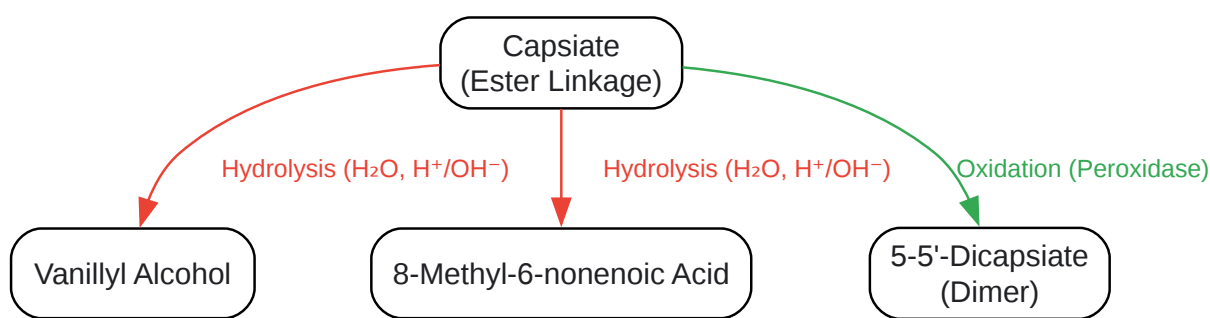 Capsiate
(Ester Linkage)
Hydrolysis (H₂O, H⁺/OH⁻)
Hydrolysis (H₂O, H⁺/OH⁻)
Oxidation (Peroxidase)
Vanillyl Alcohol
8-Methyl-6-nonenoic Acid
5-5'-Dicapsiate
(Dimer)